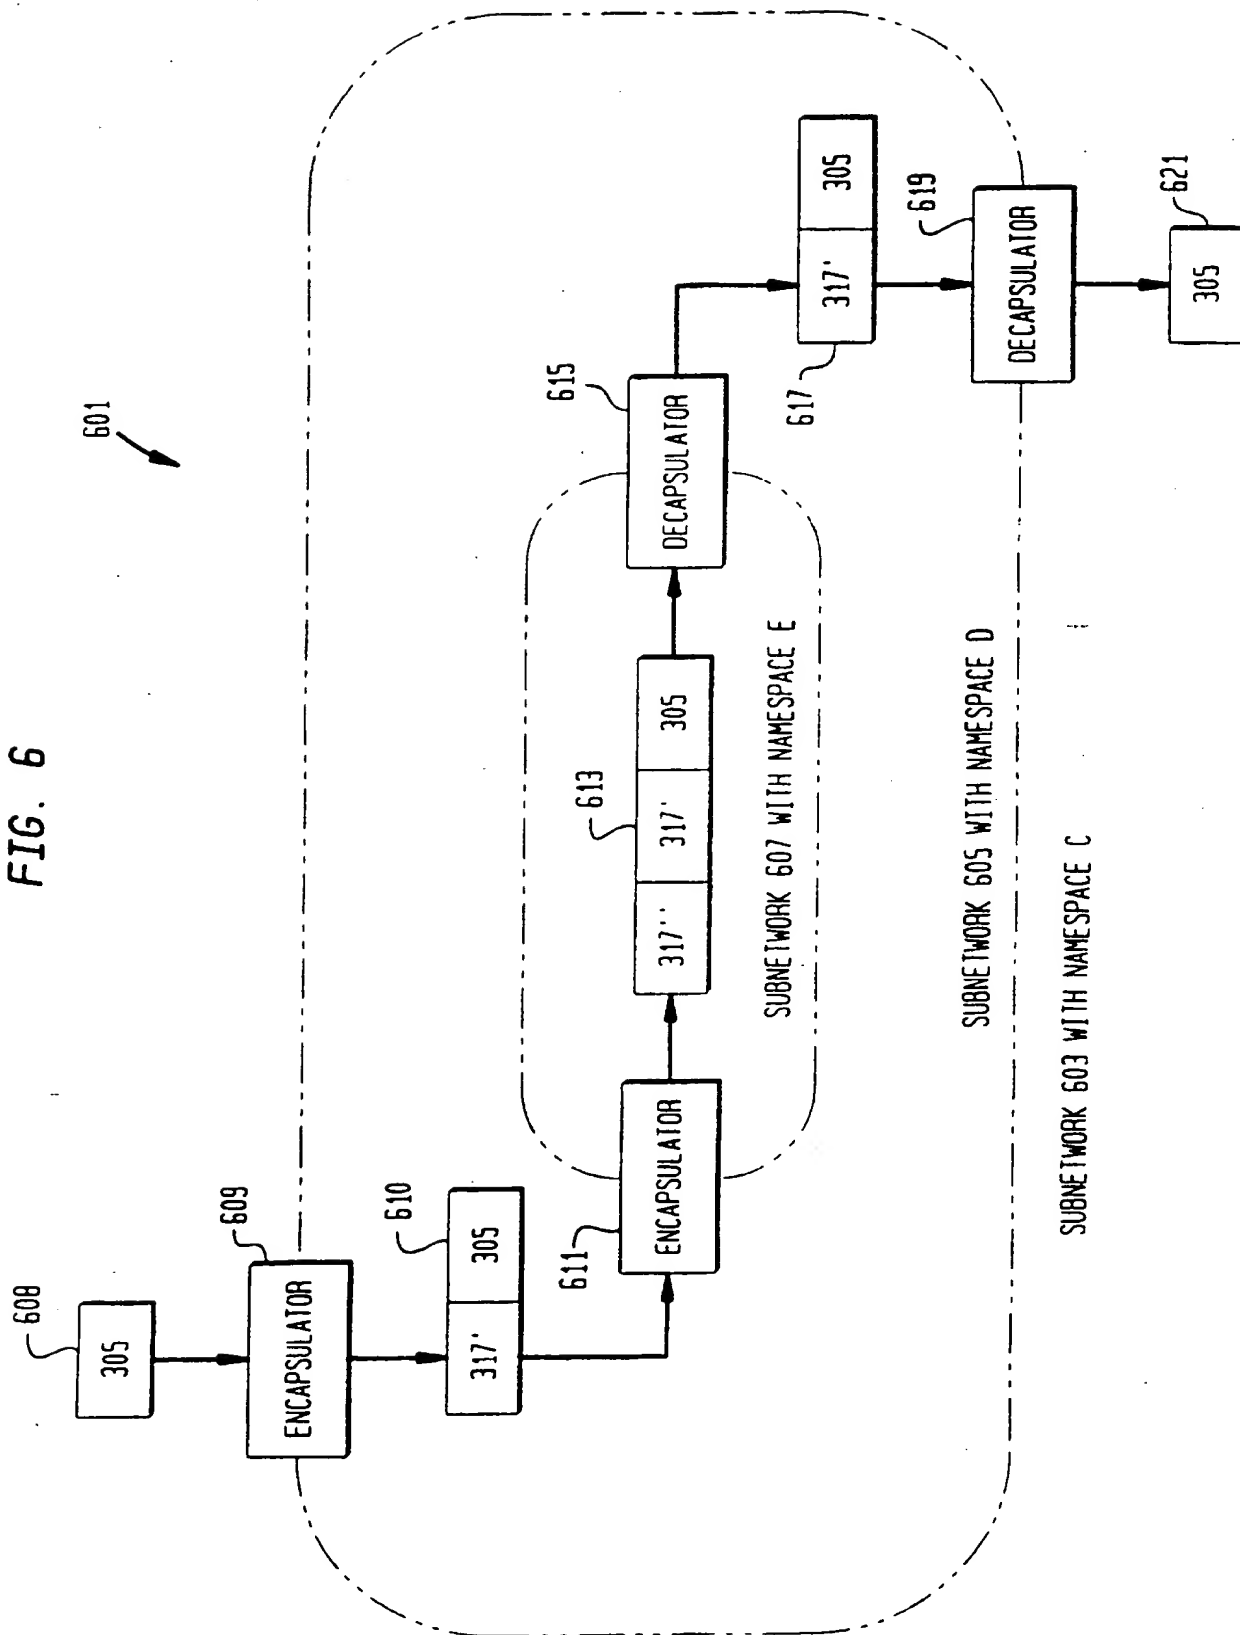 FIG. 6
601
608
305
609
ENCAPSULATOR
610
317'
305
611
ENCAPSULATOR
613
317''
317'
305
615
DECAPSULATOR
617
317'
305
619
DECAPSULATOR
621
305
SUBNETWORK 607 WITH NAMESPACE E
SUBNETWORK 605 WITH NAMESPACE D
SUBNETWORK 603 WITH NAMESPACE C